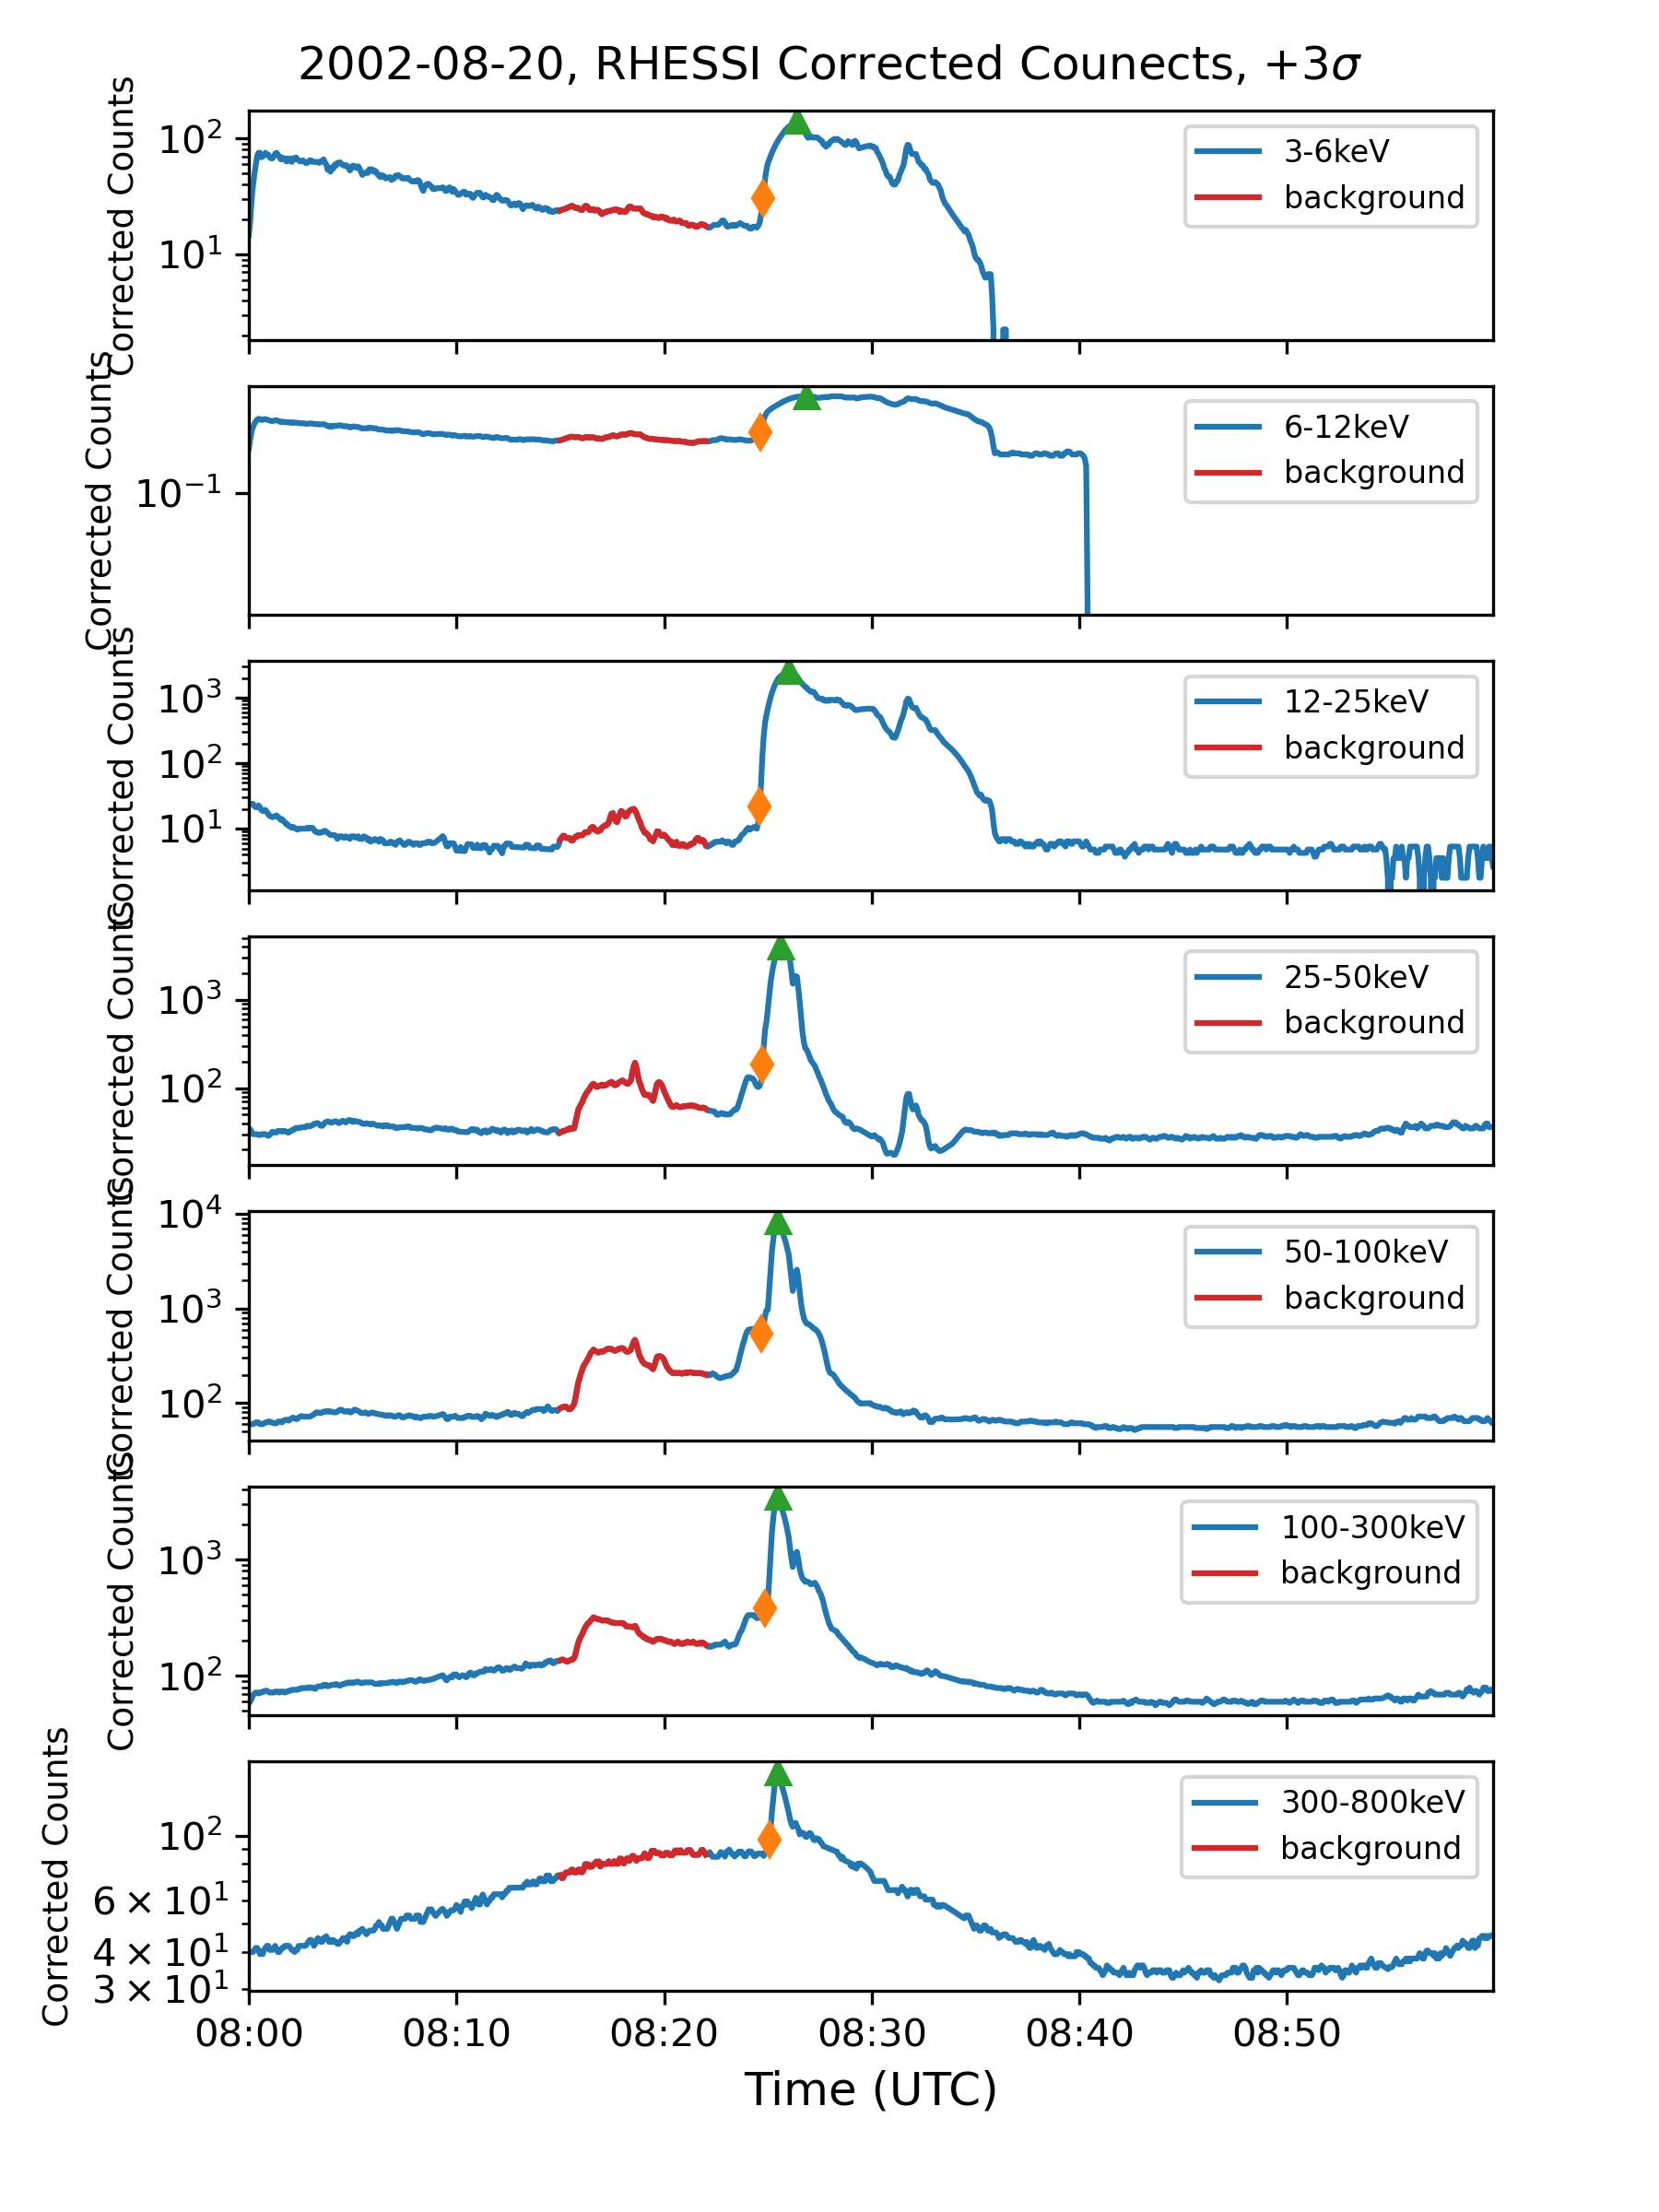 2002-08-20, RHESSI Corrected Counects, +3σ
Corrected Counts
10²
10¹
3-6keV
background
Corrected Counts
10⁻¹
6-12keV
background
Corrected Counts
10³
10²
10¹
12-25keV
background
Corrected Counts
10³
10²
25-50keV
background
Corrected Counts
10⁴
10³
10²
50-100keV
background
Corrected Counts
10³
10²
100-300keV
background
Corrected Counts
10²
6 × 10¹
4 × 10¹
3 × 10¹
300-800keV
background
08:00 08:10 08:20 08:30 08:40 08:50
Time (UTC)